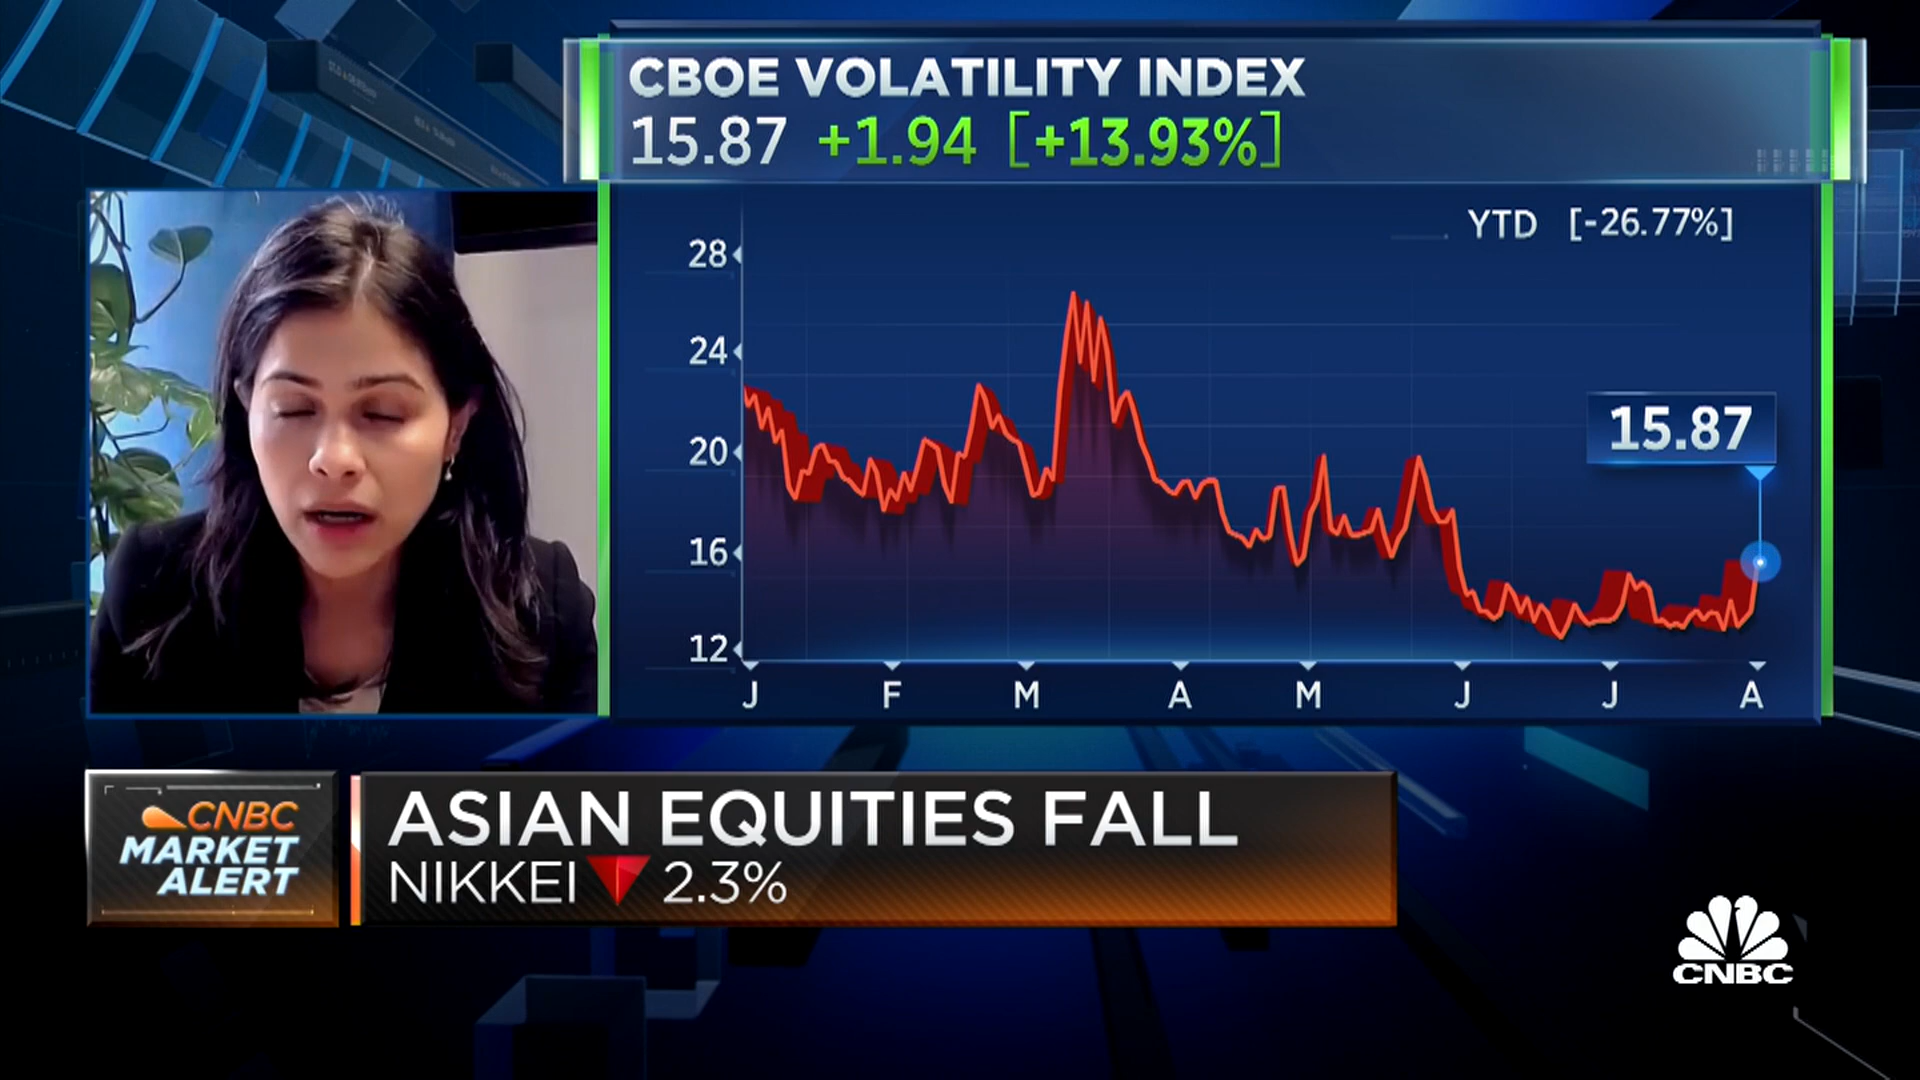 CBOE VOLATILITY INDEX
15.87 +1.94 [+13.93%]
YTD [-26.77%]
28
24
20
16
12
15.87
J F M A M J J A
CNBC
MARKET
ALERT
ASIAN EQUITIES FALL
NIKKEI 2.3%
CNBC